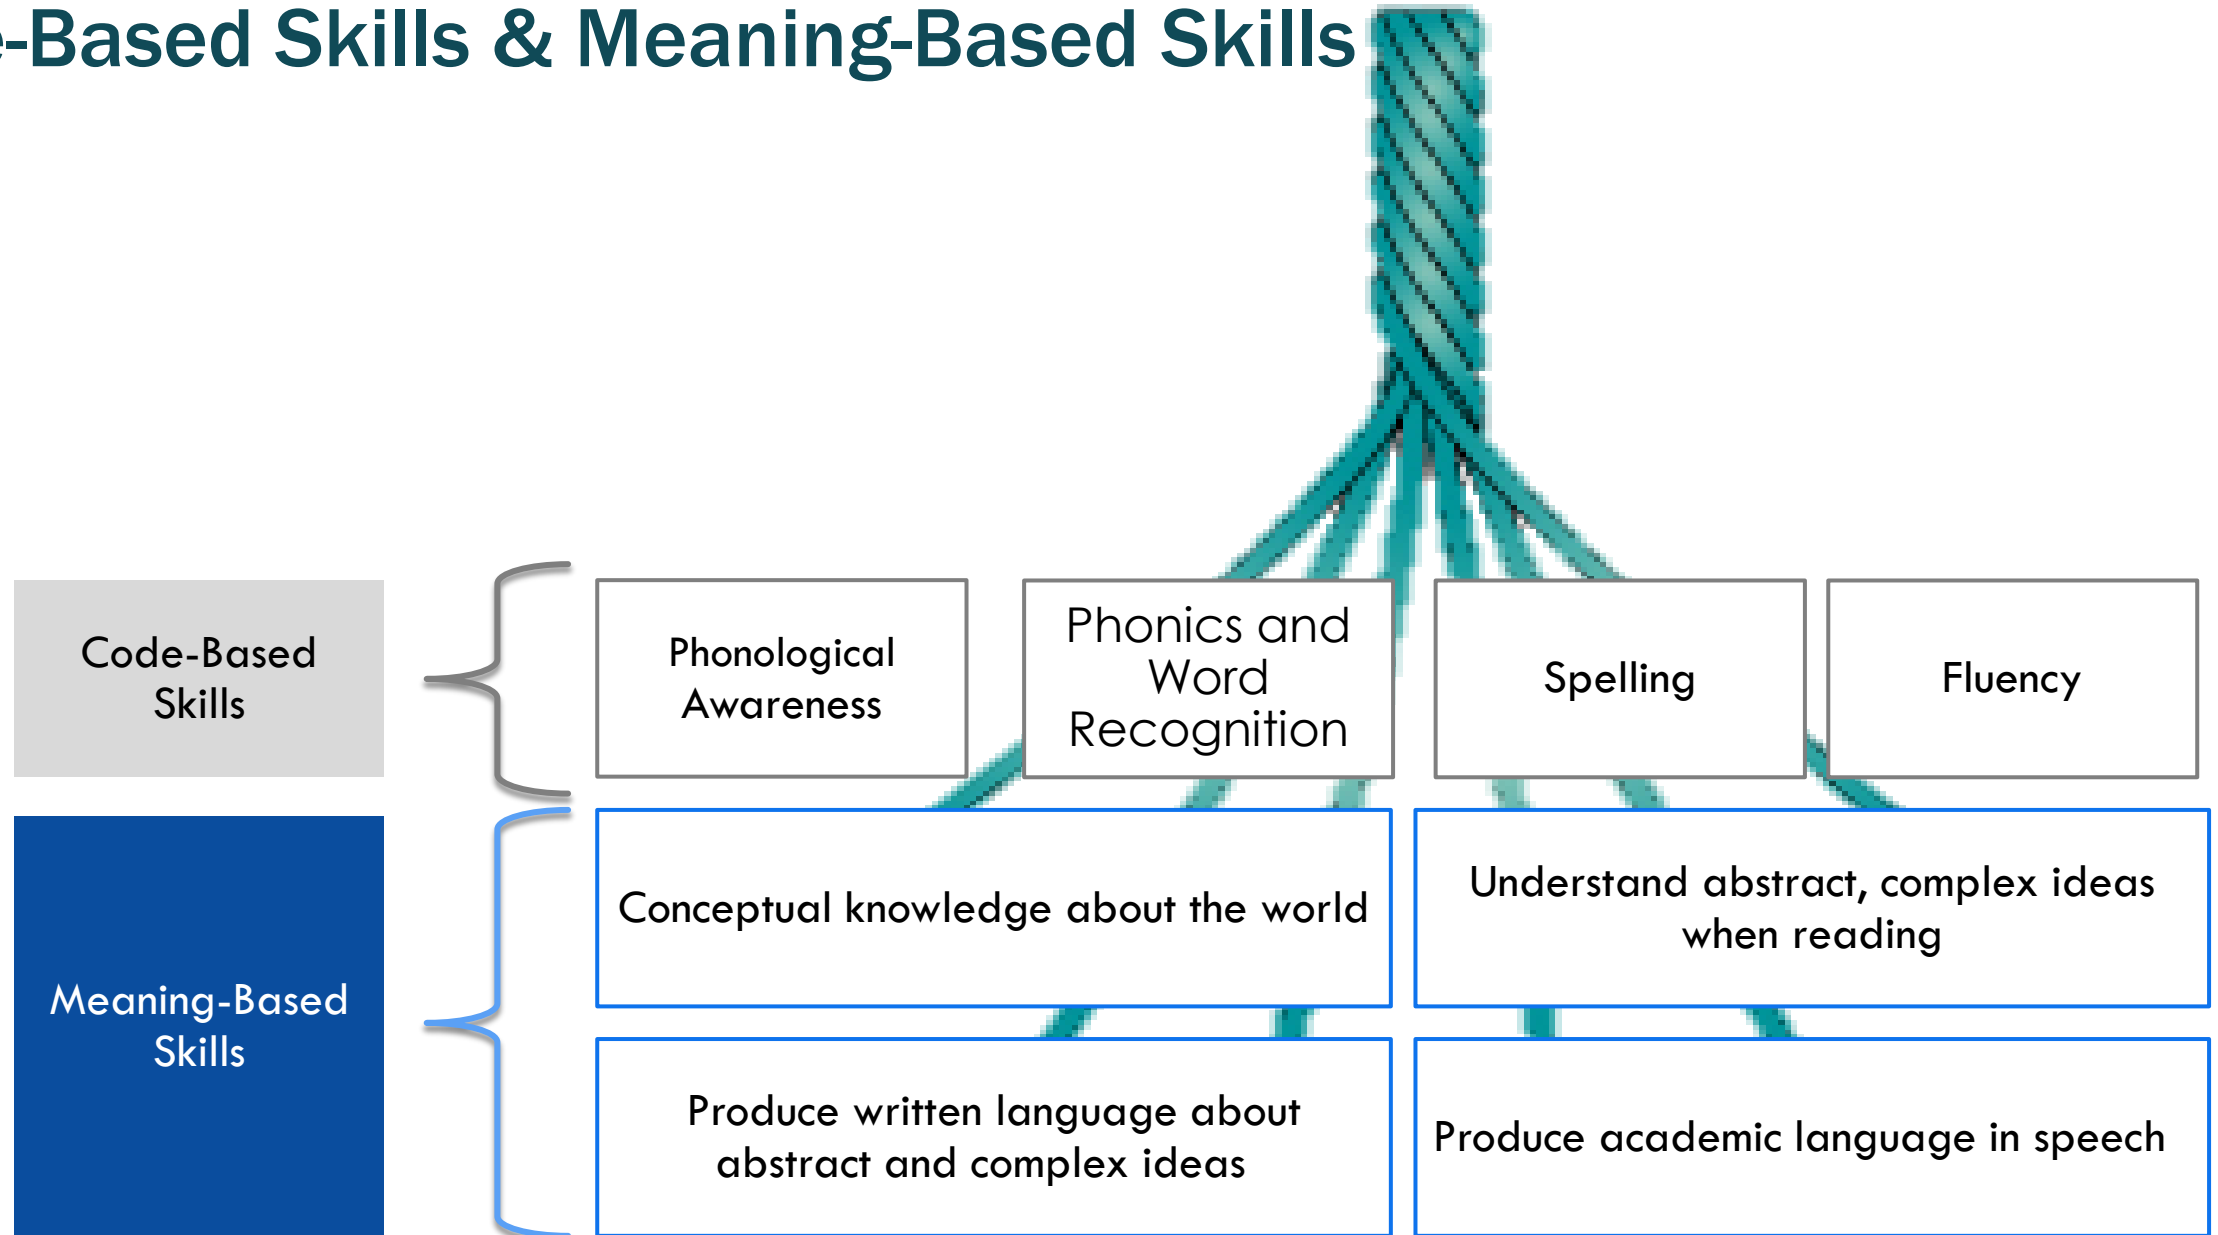 e-Based Skills & Meaning-Based Skills
Code-Based
Skills
Phonological
Awareness
Phonics and
Word
Recognition
Spelling
Fluency
Meaning-Based
Skills
Conceptual knowledge about the world
Understand abstract, complex ideas
when reading
Produce written language about
abstract and complex ideas
Produce academic language in speech